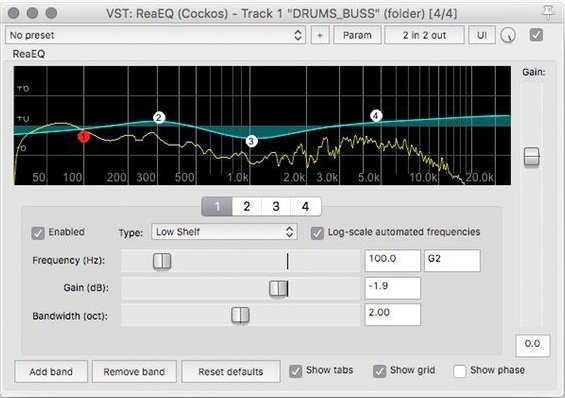 VST: ReaEQ (Cockos) - Track 1 "DRUMS_BUSS" (folder) [4/4]
No preset + Param 2 in 2 out UI
ReaEQ
Gain:
+6
+0
-6
1 2 3 4
50 100 200 300 500 1.0k 2.0k 3.0k 5.0k 10.0k 20.0k
1 2 3 4
Enabled Type: Low Shelf Log-scale automated frequencies
Frequency (Hz): 100.0 G2
Gain (dB): -1.9
Bandwidth (oct): 2.00
0.0
Add band Remove band Reset defaults Show tabs Show grid Show phase